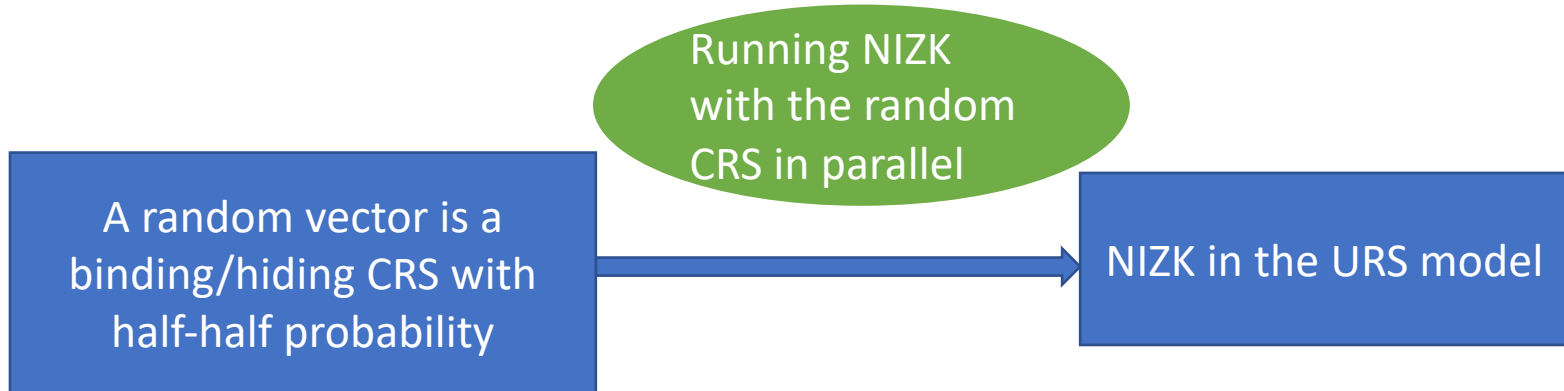 Running NIZK
with the random
CRS in parallel
A random vector is a
binding/hiding CRS with
half-half probability
NIZK in the URS model